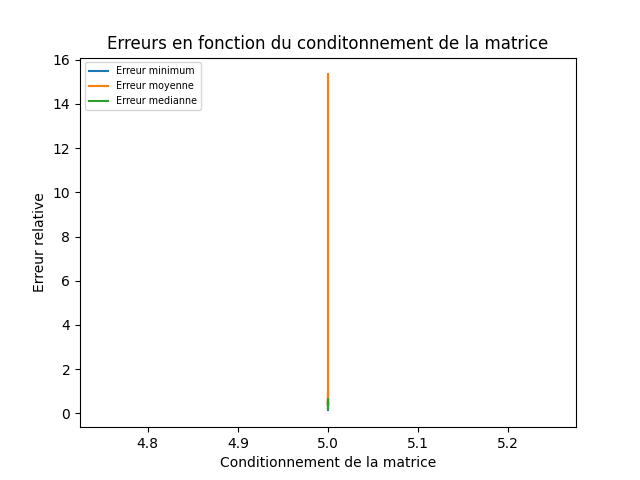 Erreurs en fonction du conditonnement de la matrice
16
14
12
10
8
6
4
2
0
Erreur relative
Erreur minimum
Erreur moyenne
Erreur medianne
4.8
4.9
5.0
5.1
5.2
Conditionnement de la matrice